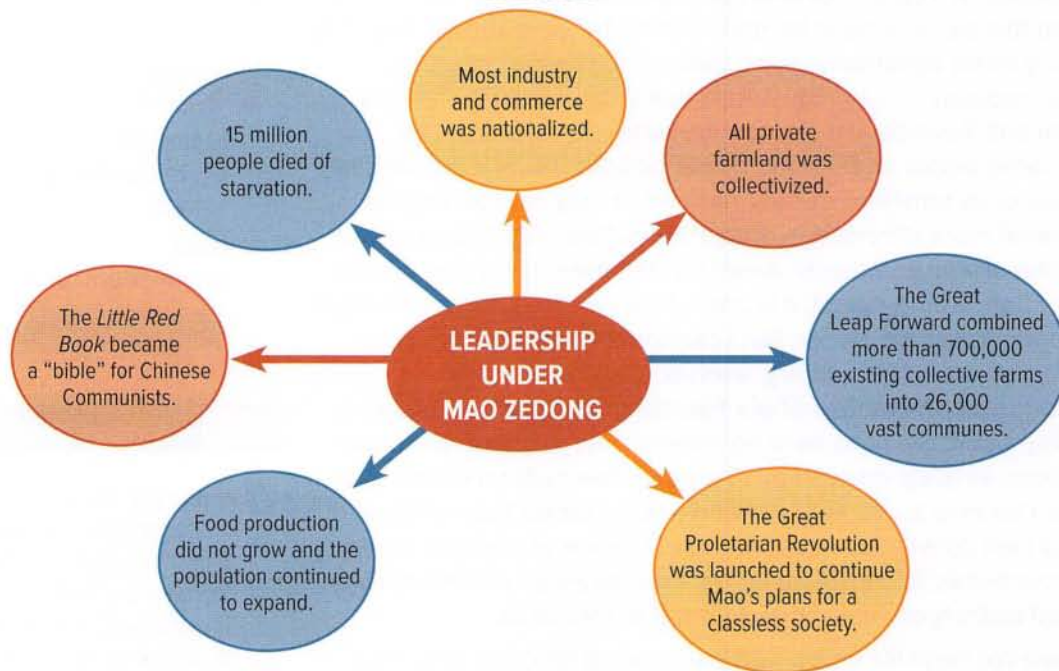 Most industry
and commerce
was nationalized.
15 million
people died of
starvation.
All private
farmland was
collectivized.
The Little Red
Book became
a “bible” for Chinese
Communists.
LEADERSHIP
UNDER
MAO ZEDONG
The Great
Leap Forward combined
more than 700,000
existing collective farms
into 26,000
vast communes.
Food production
did not grow and the
population continued
to expand.
The Great
Proletarian Revolution
was launched to continue
Mao’s plans for a
classless society.